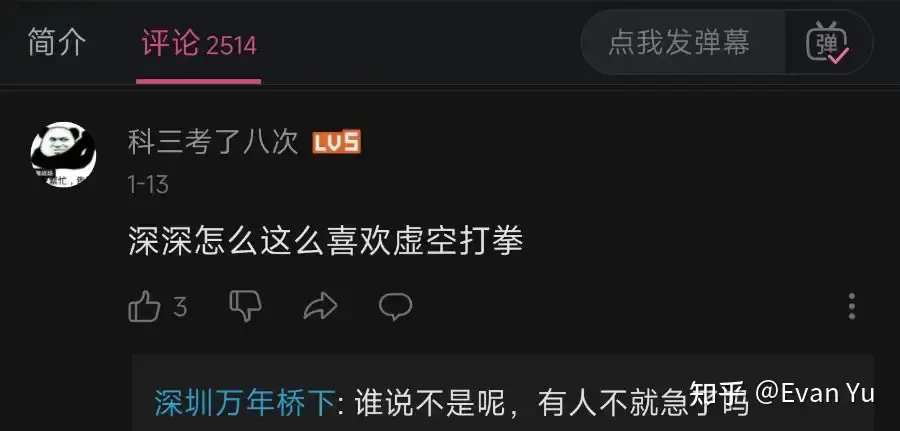 简介
评论 2514
点我发弹幕
弹
科三考了八次 LV5
1-13
深深怎么这么喜欢虚空打拳
3
深圳万年桥下: 谁说不是呢，有人不就急了吗
知乎 @Evan Yu